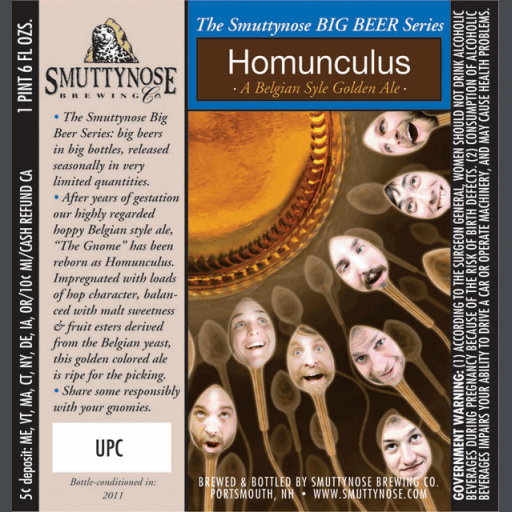 1 PINT 6 FL OZS.
5¢ deposit: ME, VT, MA, CT, NY, DE, IA, OR/10¢ MI/CASH REFUND CA
SMUTTYNOSE
BREWING Co.
• The Smuttynose Big
Beer Series: big beers
in big bottles, released
seasonally in very
limited quantities.
• After years of gestation
our highly regarded
hoppy Belgian style ale,
“The Gnome” has been
reborn as Homunculus.
Impregnated with loads
of hop character, balan-
ced with malt sweetness
& fruit esters derived
from the Belgian yeast,
this golden colored ale
is ripe for the picking.
• Share some responsibly
with your gnomies.
UPC
Bottle-conditioned in:
2011
The Smuttynose BIG BEER Series
Homunculus
· A Belgian Syle Golden Ale ·
BREWED & BOTTLED BY SMUTTYNOSE BREWING CO.
PORTSMOUTH, NH • WWW.SMUTTYNOSE.COM
GOVERNMENT WARNING: (1) ACCORDING TO THE SURGEON GENERAL, WOMEN SHOULD NOT DRINK ALCOHOLIC
BEVERAGES DURING PREGNANCY BECAUSE OF THE RISK OF BIRTH DEFECTS. (2) CONSUMPTION OF ALCOHOLIC
BEVERAGES IMPAIRS YOUR ABILITY TO DRIVE A CAR OR OPERATE MACHINERY, AND MAY CAUSE HEALTH PROBLEMS.